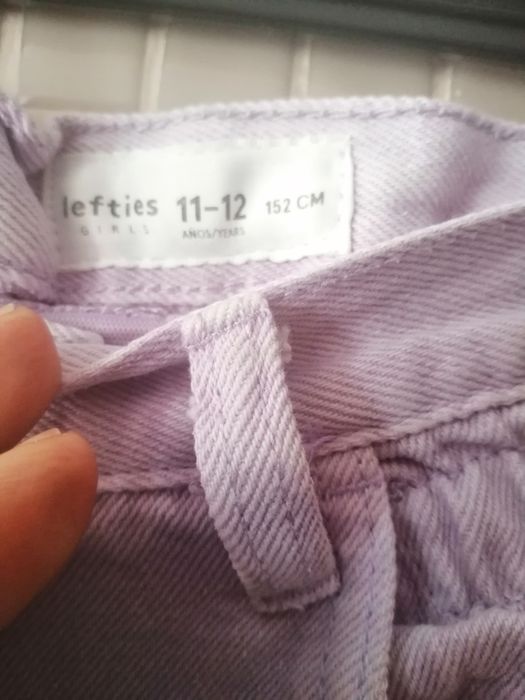 lefties 11-12 152 CM
GIRLS AÑOS/YEARS